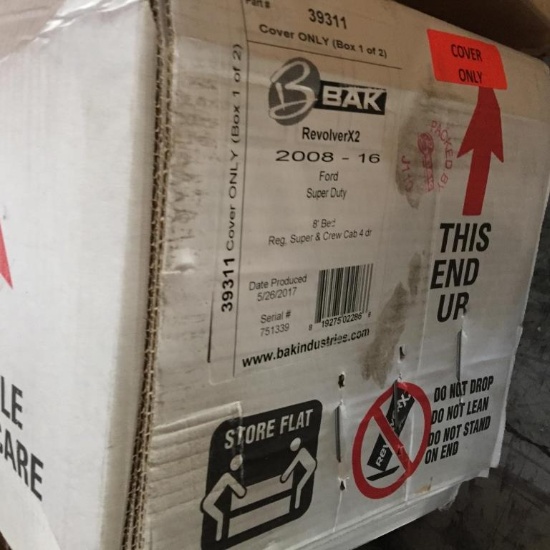 Part # 39311
Cover ONLY (Box 1 of 2)
39311 Cover ONLY (Box 1 of 2)
COVER
ONLY
BAK
RevolverX2
2008 - 16
Ford
Super Duty
8' Bed
Reg, Super & Crew Cab 4 dr
Date Produced
5/26/2017
Serial #
751339
www.bakindustries.com
THIS
END
UP
STORE FLAT
DO NOT DROP
DO NOT LEAN
DO NOT STAND
ON END